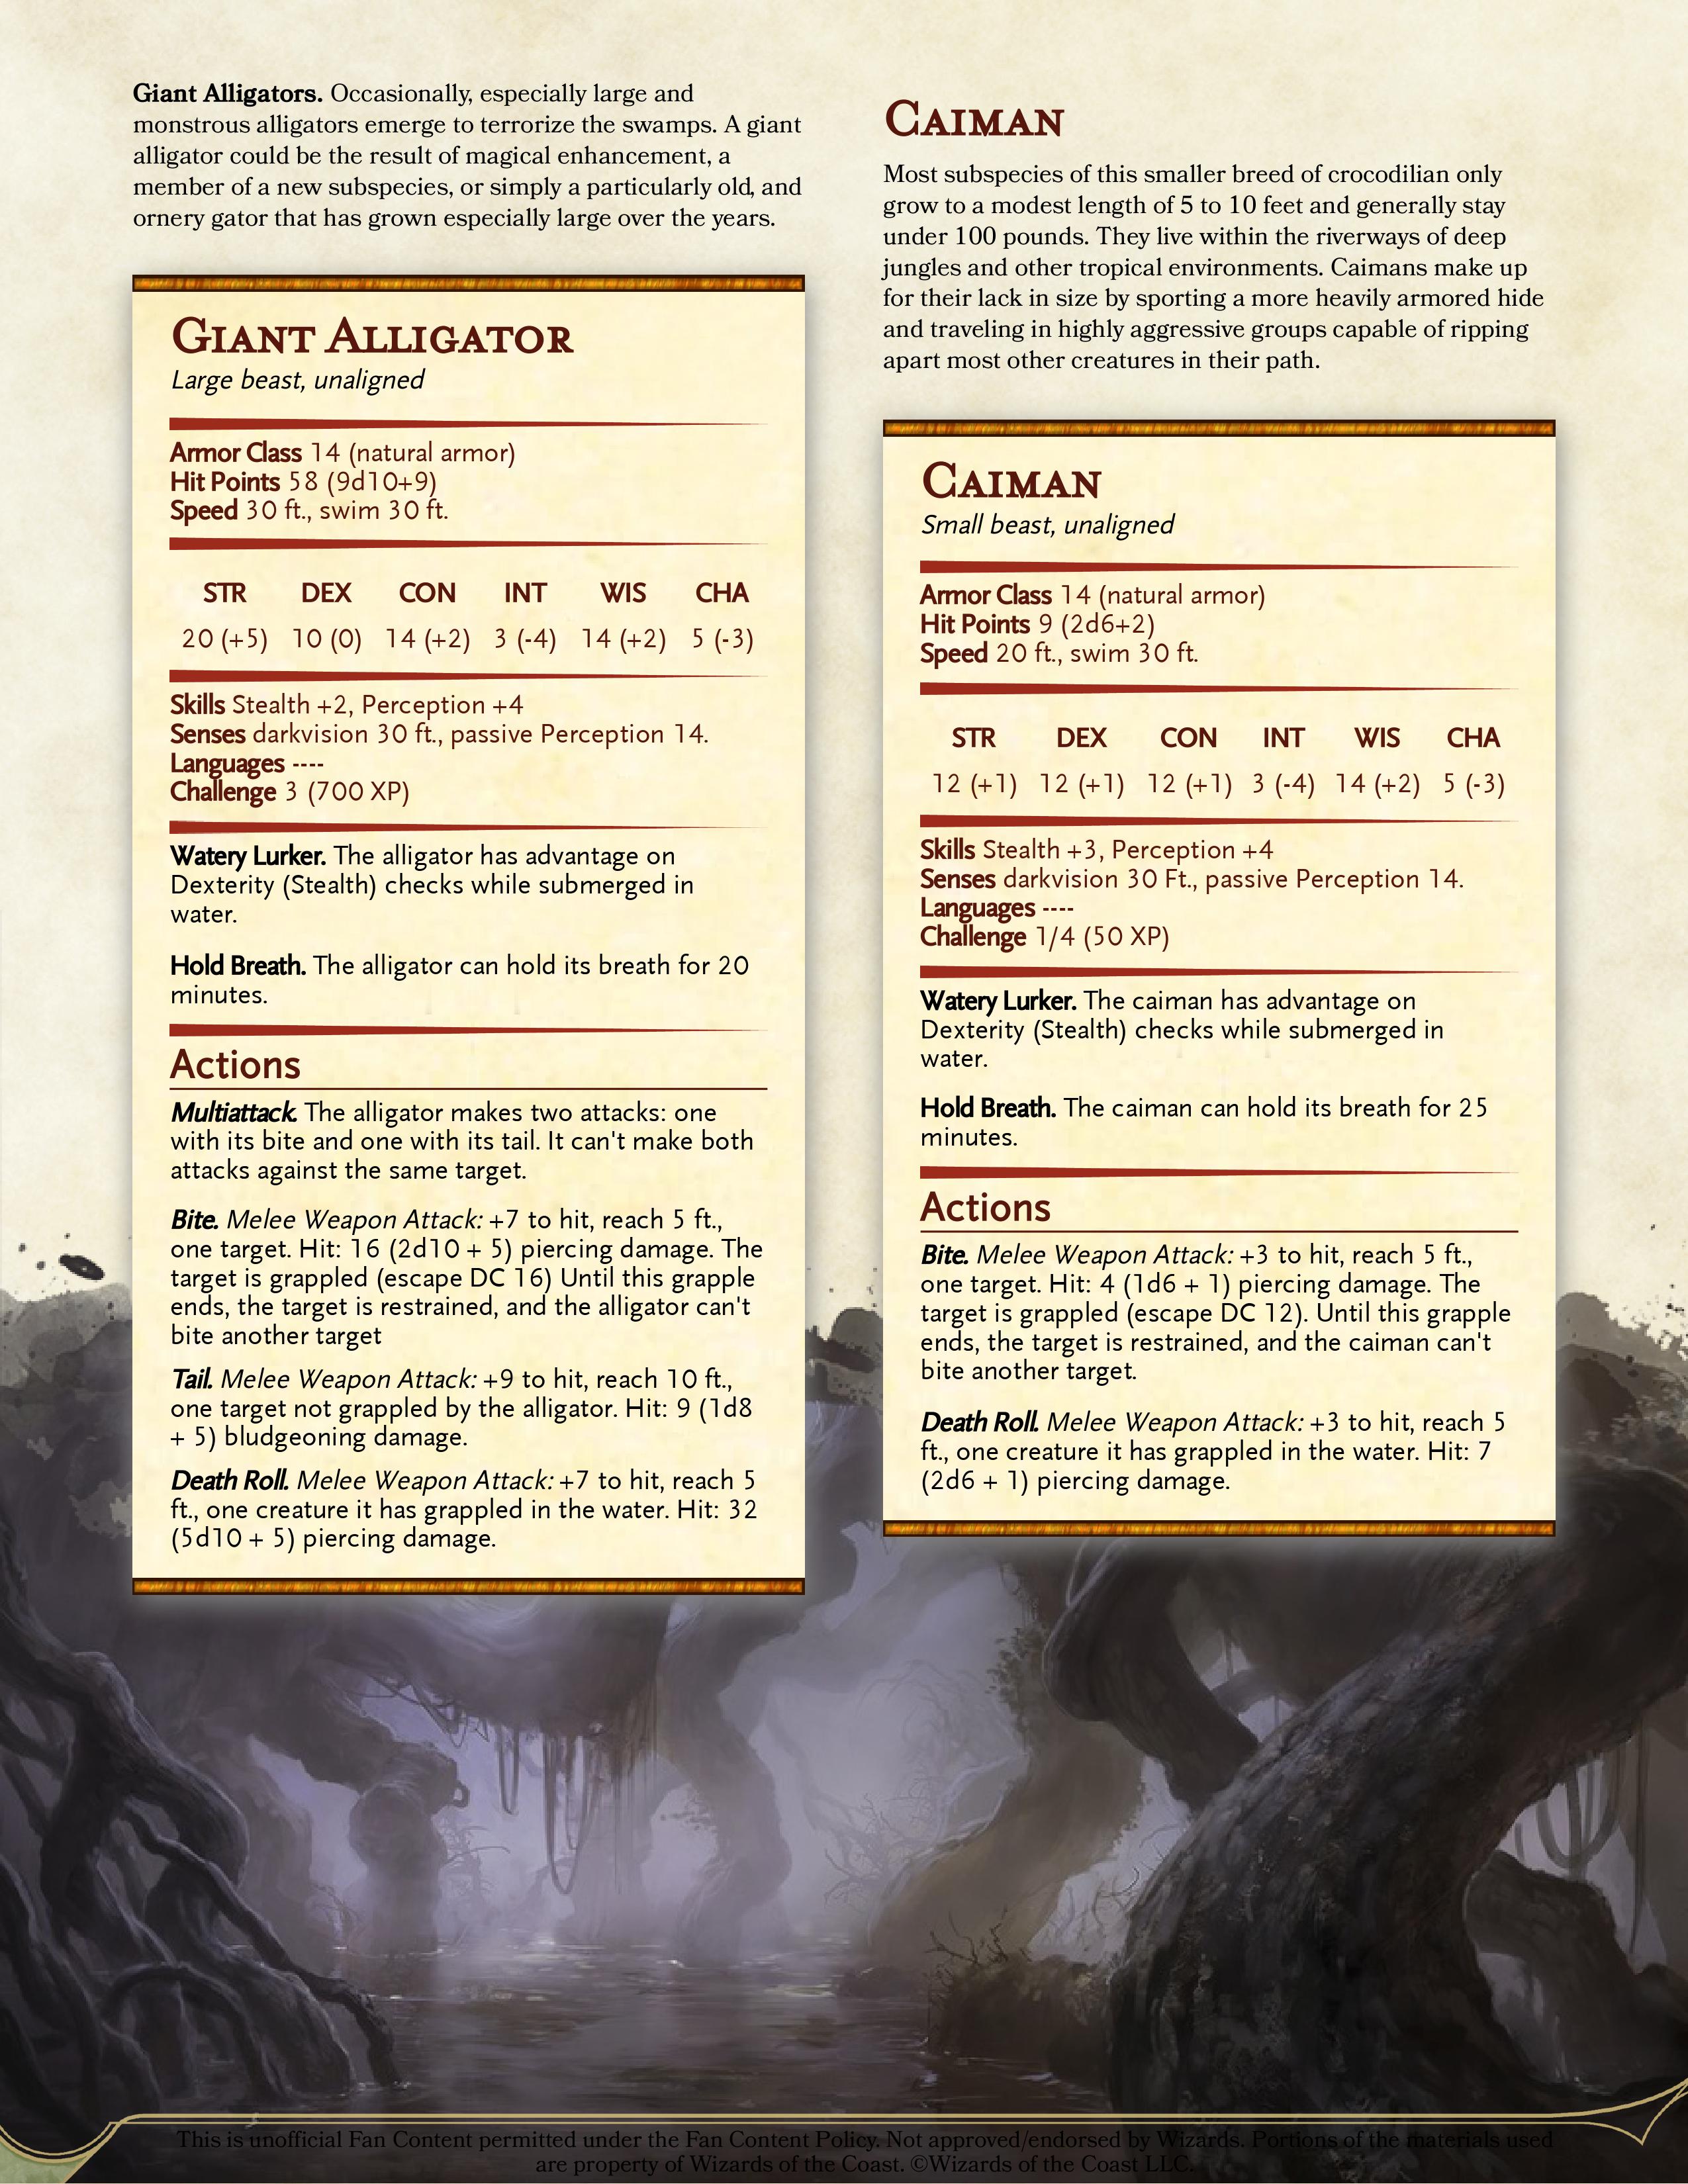 Giant Alligators. Occasionally, especially large and
monstrous alligators emerge to terrorize the swamps. A giant
alligator could be the result of magical enhancement, a
member of a new subspecies, or simply a particularly old, and
ornery gator that has grown especially large over the years.
Giant Alligator
Large beast, unaligned
Armor Class 14 (natural armor)
Hit Points 58 (9d10+9)
Speed 30 ft., swim 30 ft.
STR DEX CON INT WIS CHA
20 (+5) 10 (0) 14 (+2) 3 (-4) 14 (+2) 5 (-3)
Skills Stealth +2, Perception +4
Senses darkvision 30 ft., passive Perception 14.
Languages ----
Challenge 3 (700 XP)
Watery Lurker. The alligator has advantage on
Dexterity (Stealth) checks while submerged in
water.
Hold Breath. The alligator can hold its breath for 20
minutes.
Actions
Multiattack. The alligator makes two attacks: one
with its bite and one with its tail. It can't make both
attacks against the same target.
Bite. Melee Weapon Attack: +7 to hit, reach 5 ft.,
one target. Hit: 16 (2d10 + 5) piercing damage. The
target is grappled (escape DC 16) Until this grapple
ends, the target is restrained, and the alligator can't
bite another target
Tail. Melee Weapon Attack: +9 to hit, reach 10 ft.,
one target not grappled by the alligator. Hit: 9 (1d8
+ 5) bludgeoning damage.
Death Roll. Melee Weapon Attack: +7 to hit, reach 5
ft., one creature it has grappled in the water. Hit: 32
(5d10 + 5) piercing damage.
Caiman
Most subspecies of this smaller breed of crocodilian only
grow to a modest length of 5 to 10 feet and generally stay
under 100 pounds. They live within the riverways of deep
jungles and other tropical environments. Caimans make up
for their lack in size by sporting a more heavily armored hide
and traveling in highly aggressive groups capable of ripping
apart most other creatures in their path.
Caiman
Small beast, unaligned
Armor Class 14 (natural armor)
Hit Points 9 (2d6+2)
Speed 20 ft., swim 30 ft.
STR DEX CON INT WIS CHA
12 (+1) 12 (+1) 12 (+1) 3 (-4) 14 (+2) 5 (-3)
Skills Stealth +3, Perception +4
Senses darkvision 30 Ft., passive Perception 14.
Languages ----
Challenge 1/4 (50 XP)
Watery Lurker. The caiman has advantage on
Dexterity (Stealth) checks while submerged in
water.
Hold Breath. The caiman can hold its breath for 25
minutes.
Actions
Bite. Melee Weapon Attack: +3 to hit, reach 5 ft.,
one target. Hit: 4 (1d6 + 1) piercing damage. The
target is grappled (escape DC 12). Until this grapple
ends, the target is restrained, and the caiman can't
bite another target.
Death Roll. Melee Weapon Attack: +3 to hit, reach 5
ft., one creature it has grappled in the water. Hit: 7
(2d6 + 1) piercing damage.
This is unofficial Fan Content permitted under the Fan Content Policy. Not approved/endorsed by Wizards. Portions of the materials used
are property of Wizards of the Coast. ©Wizards of the Coast LLC.